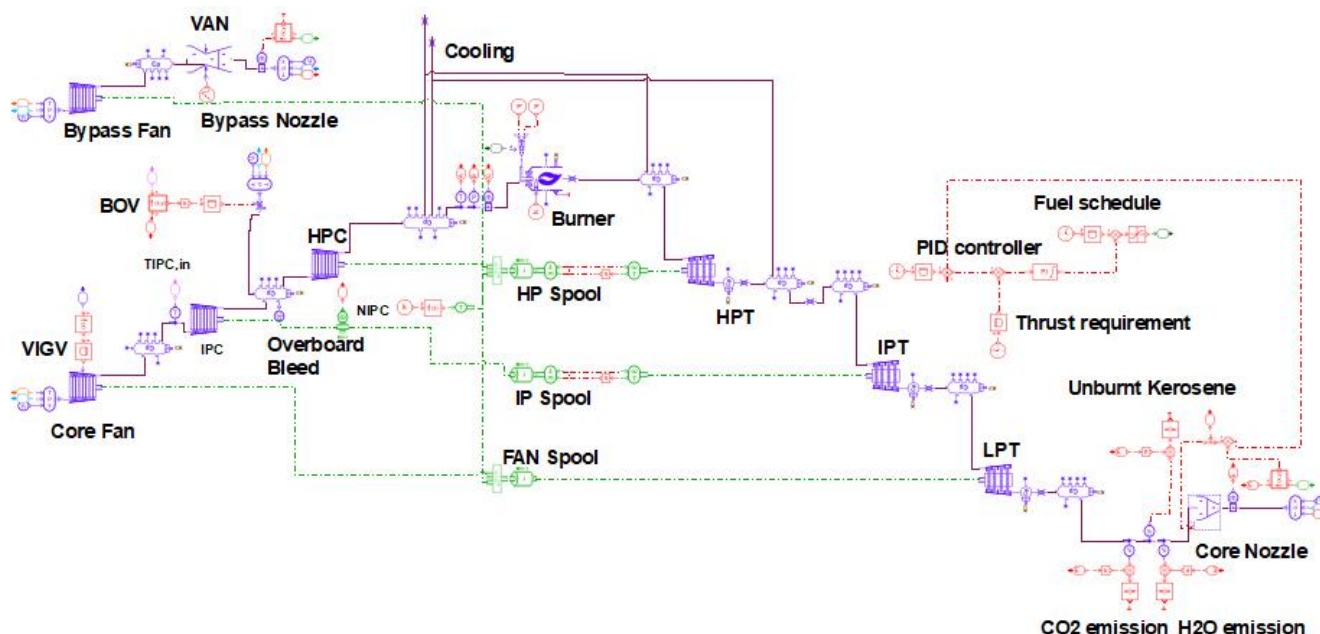 VAN
Cooling
Bypass Fan
Bypass Nozzle
BOV
HPC
Burner
Fuel schedule
PID controller
TIPC,in
HP Spool
NIPC
HPT
Thrust requirement
VIGV
IPC
Overboard
Bleed
IPT
IP Spool
Unburnt Kerosene
Core Fan
FAN Spool
LPT
Core Nozzle
CO2 emission
H2O emission